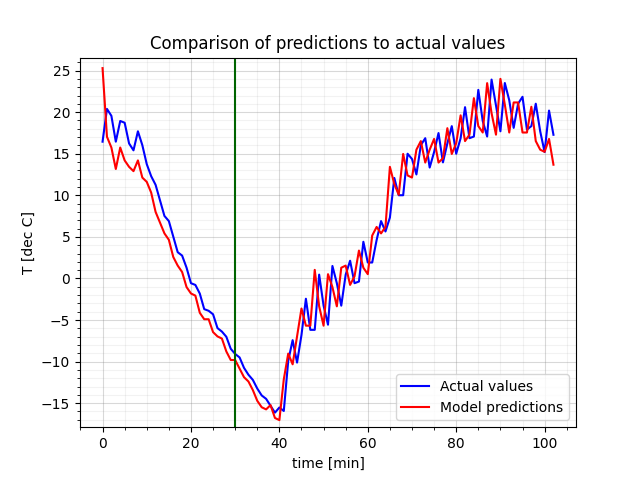 Comparison of predictions to actual values
T [dec C]
25
20
15
10
5
0
−5
−10
−15
0 20 40 60 80 100
time [min]
Actual values
Model predictions